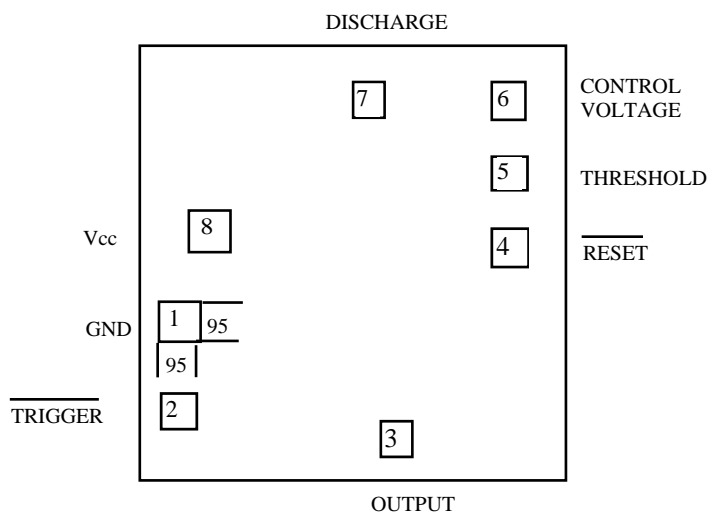 DISCHARGE
7
6
CONTROL
VOLTAGE
5
THRESHOLD
8
Vcc
4
RESET
1
95
GND
95
2
TRIGGER
3
OUTPUT